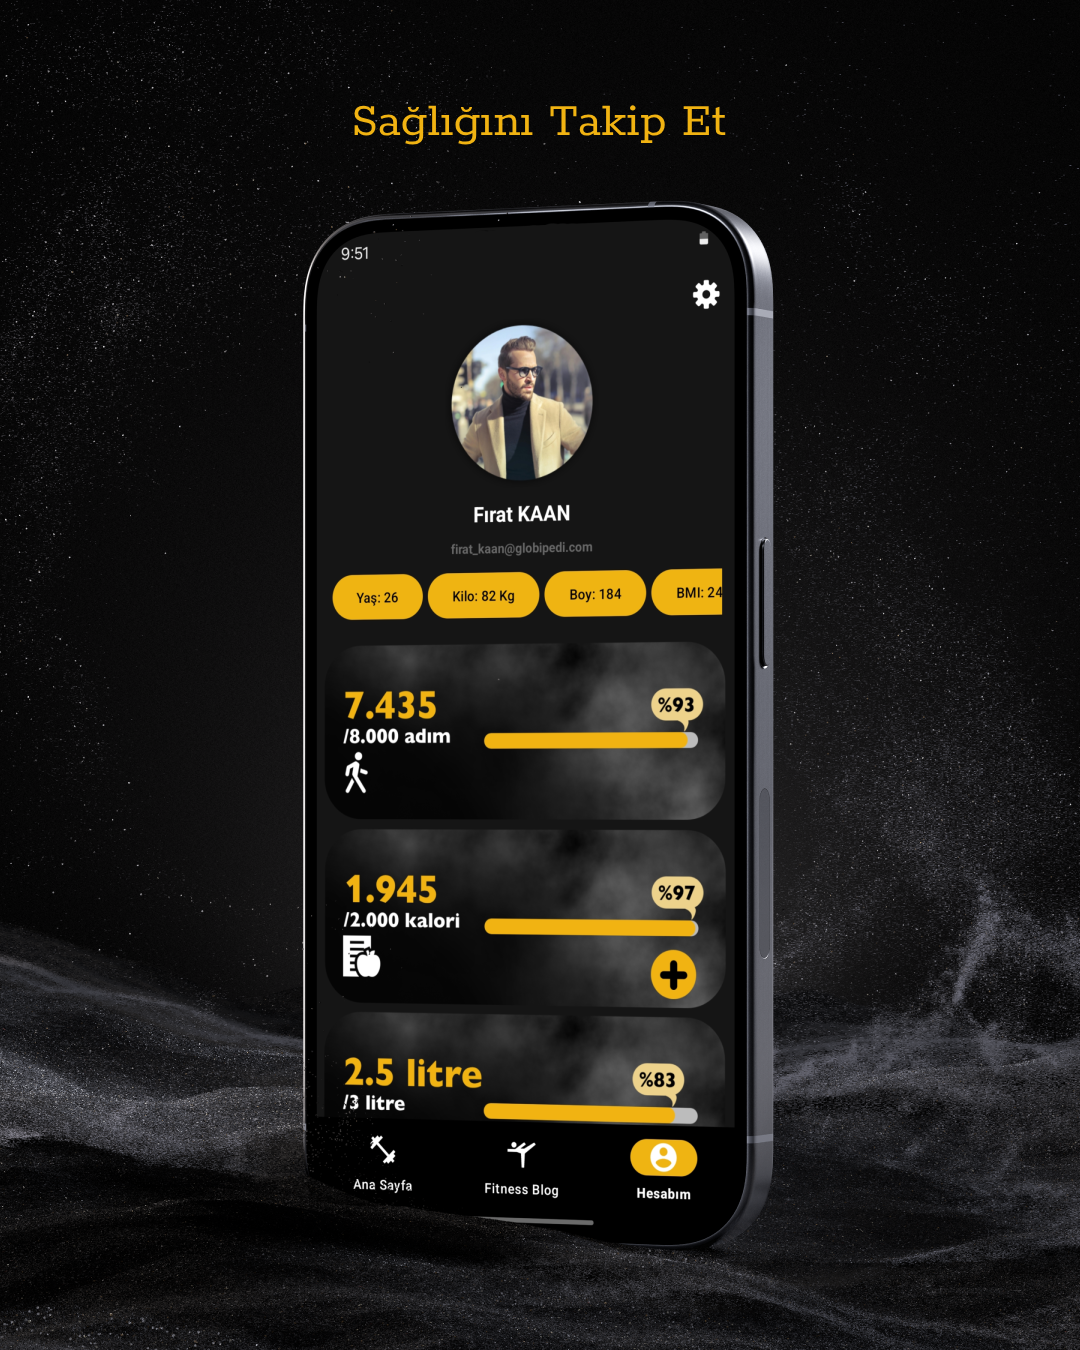 Sağlığını Takip Et
9:51
Fırat KAAN
firat_kaan@globipedi.com
Yaş: 26 Kilo: 82 Kg Boy: 184 BMI: 24
7.435
%93
/8.000 adım
1.945
%97
/2.000 kalori
2.5 litre
%83
/3 litre
Ana Sayfa Fitness Blog Hesabım